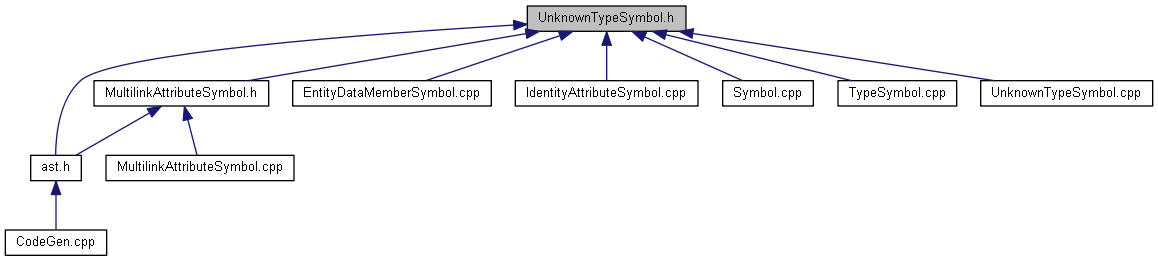 UnknownTypeSymbol.h
MultilinkAttributeSymbol.h
EntityDataMemberSymbol.cpp
IdentityAttributeSymbol.cpp
Symbol.cpp
TypeSymbol.cpp
UnknownTypeSymbol.cpp
ast.h
MultilinkAttributeSymbol.cpp
CodeGen.cpp